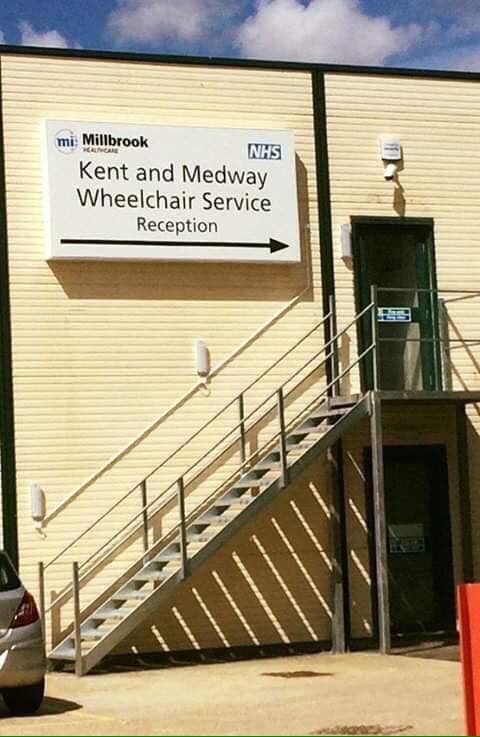 mi
Millbrook
HEALTHCARE
NHS
Kent and Medway
Wheelchair Service
Reception